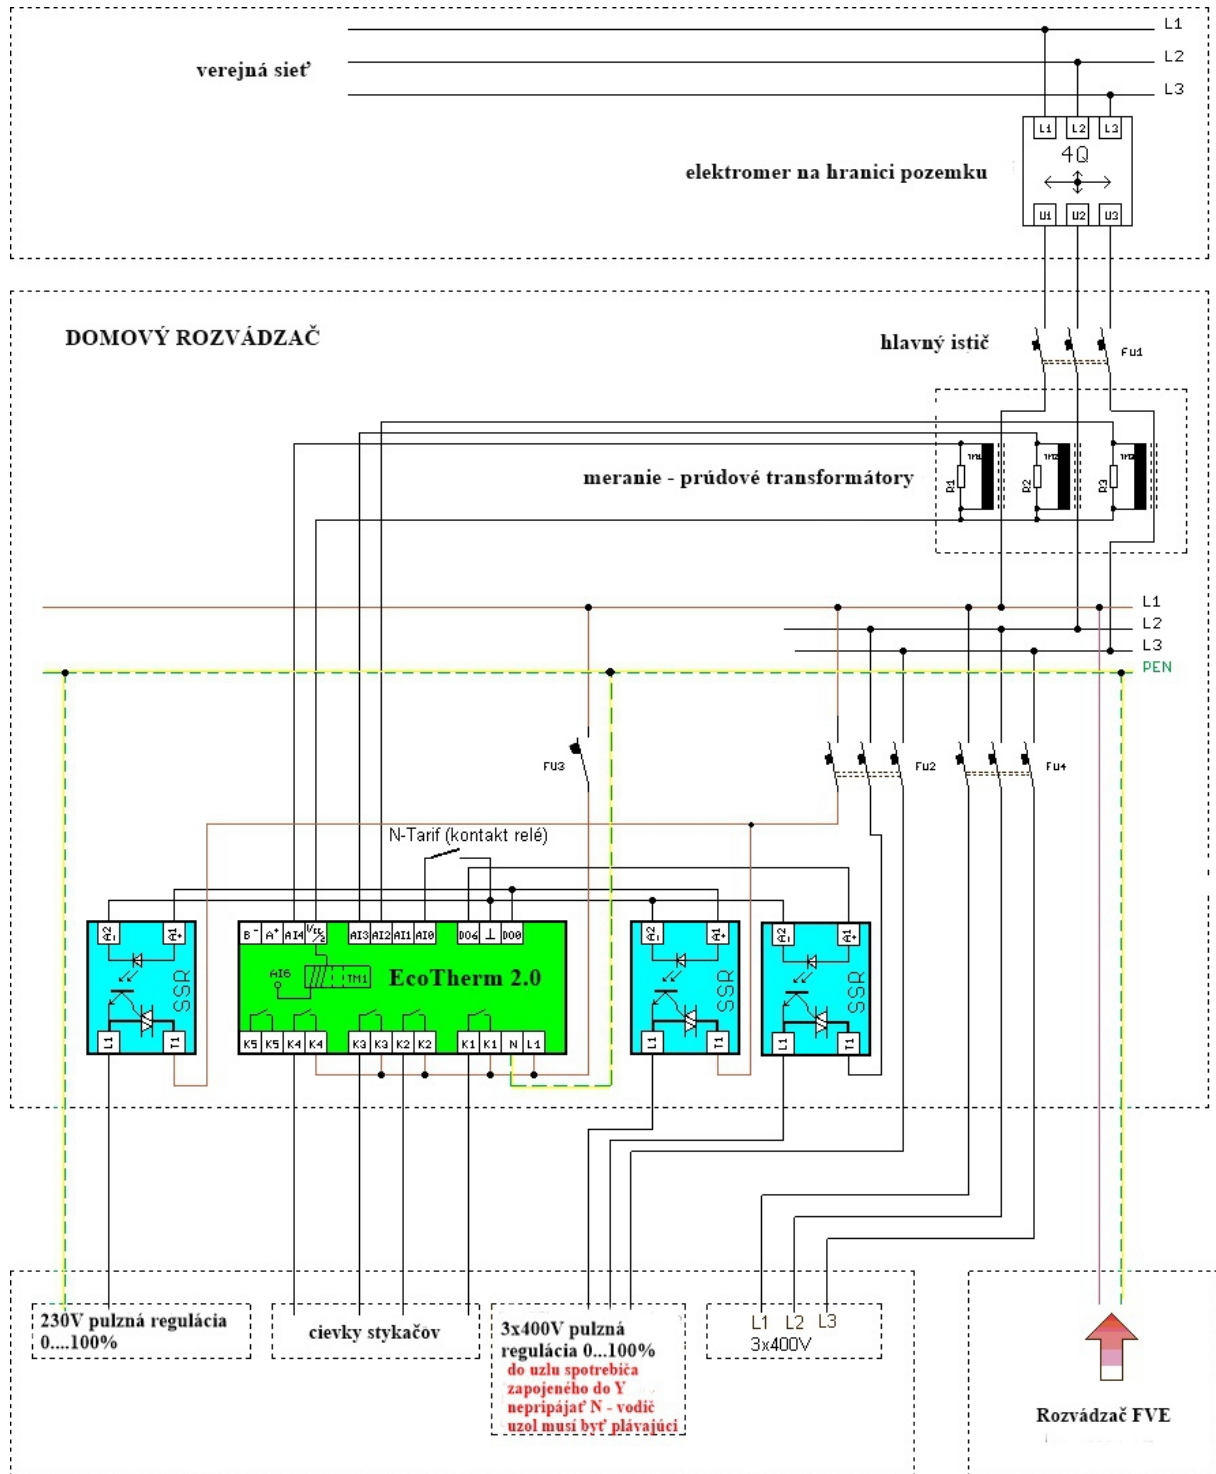 L1
L2
verejná sieť
L3
L1 L2 L3
4Q
elektromer na hranici pozemku
U1 U2 U3
DOMOVÝ ROZVÁDZAČ
hlavný istič
FU1
meranie - prúdové transformátory
R1 TM1 R2 TM2 R3
L1
L2
L3
PEN
FU3
FU2
FU4
N-Tarif (kontakt relé)
A2- A1+
B- A+ AI4 Vcc/2 AI3 AI2 AI1 AI0 DO6 ⊥ DO0
A2- A1+
A2- A1+
SSR
AI6 TM1
EcoTherm 2.0
SSR
SSR
L1 T1
K5 K5 K4 K4 K3 K3 K2 K2 K1 K1 N L1
L1 T1
L1 T1
230V pulzná regulácia
0....100%
cievky stykačov
3x400V pulzná
regulácia 0...100%
do uzlu spotrebiča
zapojeného do Y
nepripájať N - vodič
uzol musí byť plávajúci
L1 L2 L3
3x400V
Rozvádzač FVE